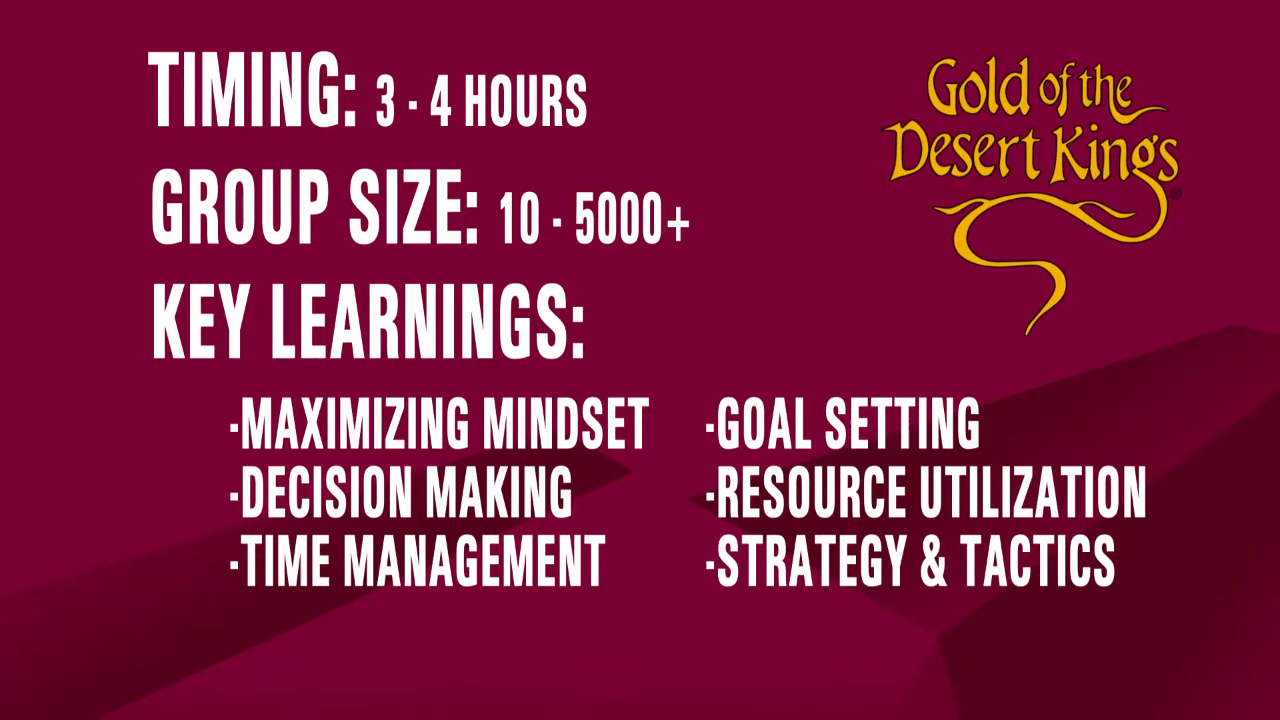 TIMING: 3 - 4 HOURS
GROUP SIZE: 10 - 5000+
KEY LEARNINGS:
-MAXIMIZING MINDSET
-DECISION MAKING
-TIME MANAGEMENT
-GOAL SETTING
-RESOURCE UTILIZATION
-STRATEGY & TACTICS
Gold of the
Desert Kings®